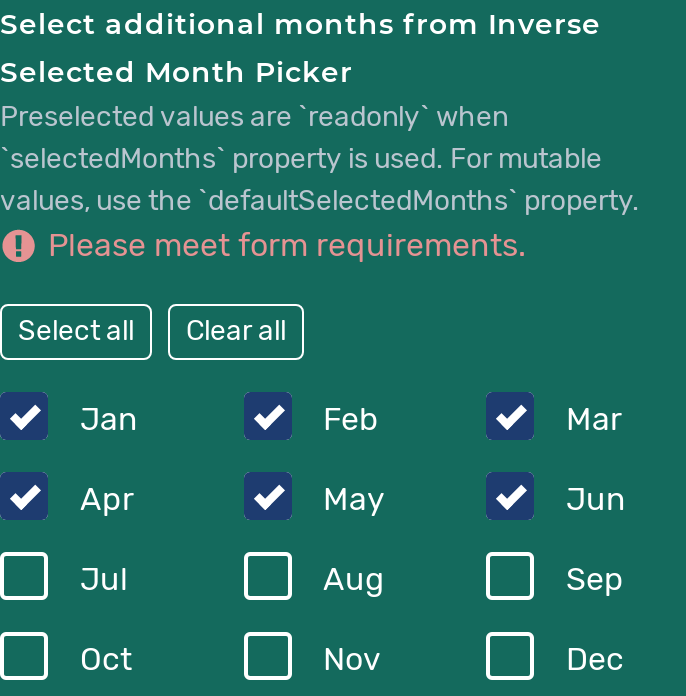 Select additional months from Inverse
Selected Month Picker
Preselected values are `readonly` when
`selectedMonths` property is used. For mutable
values, use the `defaultSelectedMonths` property.
Please meet form requirements.
Select all Clear all
Jan Feb Mar
Apr May Jun
Jul Aug Sep
Oct Nov Dec